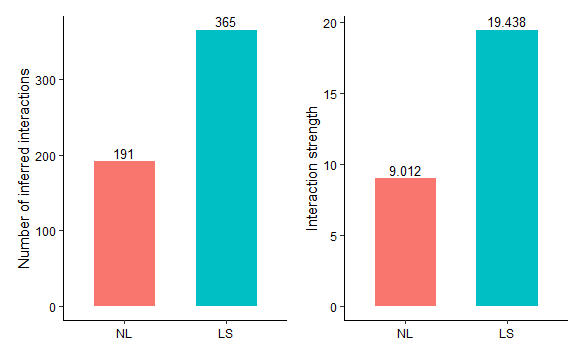 Number of inferred interactions
300
200
100
0
191
365
NL
LS
Interaction strength
20
15
10
5
0
9.012
19.438
NL
LS